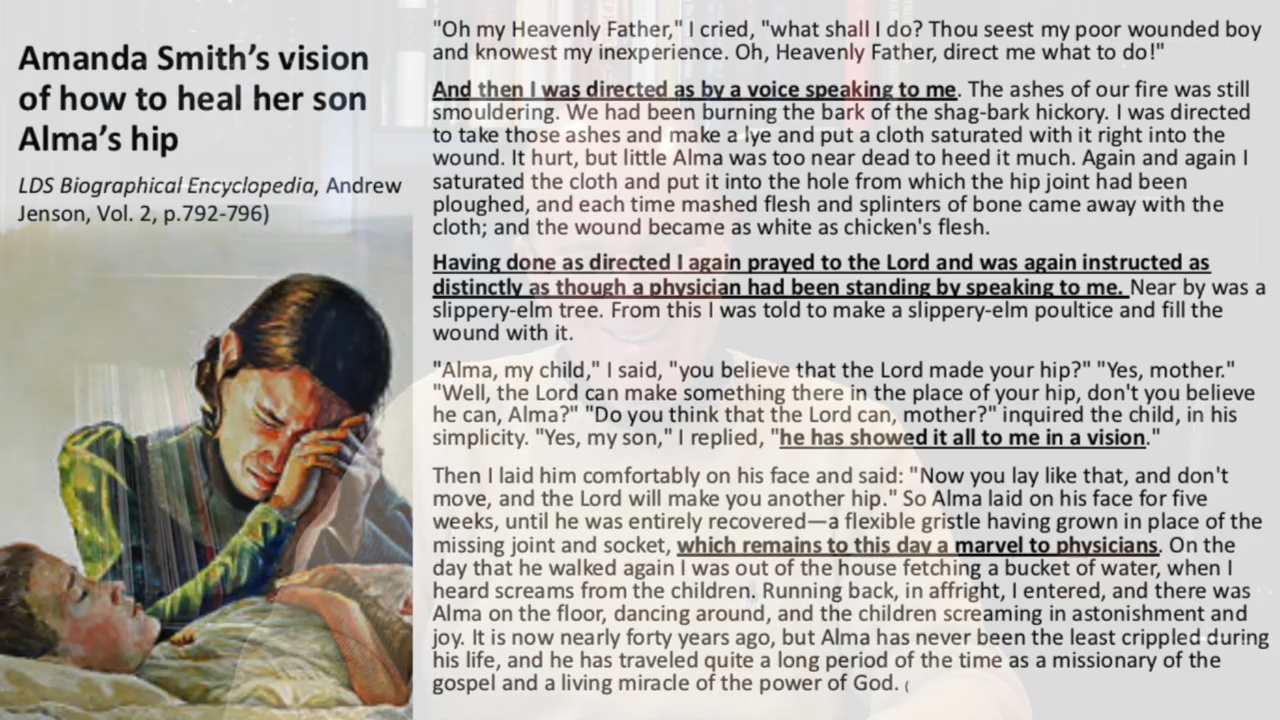 Amanda Smith’s vision
of how to heal her son
Alma’s hip
LDS Biographical Encyclopedia, Andrew
Jenson, Vol. 2, p.792-796)
"Oh my Heavenly Father," I cried, "what shall I do? Thou seest my poor wounded boy
and knowest my inexperience. Oh, Heavenly Father, direct me what to do!"
And then I was directed as by a voice speaking to me. The ashes of our fire was still
smouldering. We had been burning the bark of the shag-bark hickory. I was directed
to take those ashes and make a lye and put a cloth saturated with it right into the
wound. It hurt, but little Alma was too near dead to heed it much. Again and again I
saturated the cloth and put it into the hole from which the hip joint had been
ploughed, and each time mashed flesh and splinters of bone came away with the
cloth; and the wound became as white as chicken's flesh.
Having done as directed I again prayed to the Lord and was again instructed as
distinctly as though a physician had been standing by speaking to me. Near by was a
slippery-elm tree. From this I was told to make a slippery-elm poultice and fill the
wound with it.
"Alma, my child," I said, "you believe that the Lord made your hip?" "Yes, mother."
"Well, the Lord can make something there in the place of your hip, don't you believe
he can, Alma?" "Do you think that the Lord can, mother?" inquired the child, in his
simplicity. "Yes, my son," I replied, "he has showed it all to me in a vision."
Then I laid him comfortably on his face and said: "Now you lay like that, and don't
move, and the Lord will make you another hip." So Alma laid on his face for five
weeks, until he was entirely recovered—a flexible gristle having grown in place of the
missing joint and socket, which remains to this day a marvel to physicians. On the
day that he walked again I was out of the house fetching a bucket of water, when I
heard screams from the children. Running back, in affright, I entered, and there was
Alma on the floor, dancing around, and the children screaming in astonishment and
joy. It is now nearly forty years ago, but Alma has never been the least crippled during
his life, and he has traveled quite a long period of the time as a missionary of the
gospel and a living miracle of the power of God. (